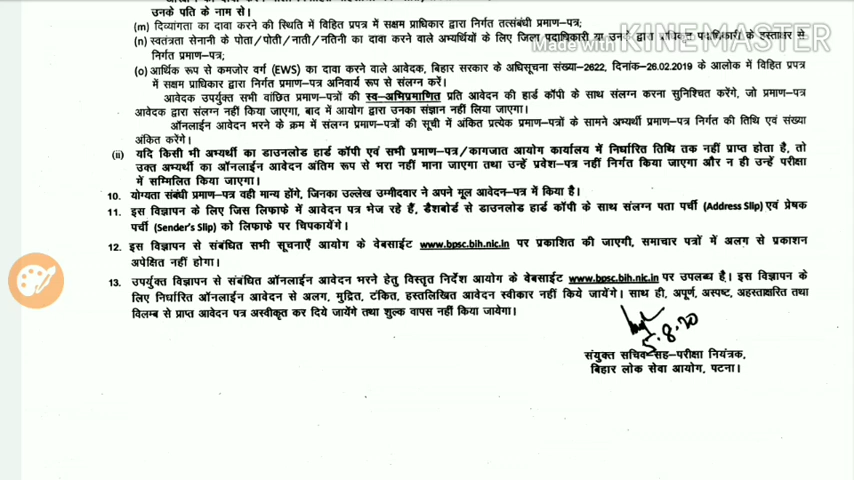 उनके पति के नाम से।
(m) दिव्यांगता का दावा करने की स्थिति में विहित प्रपत्र में सक्षम प्राधिकार द्वारा निर्गत तत्संबंधी प्रमाण-पत्र;
(n) स्वतंत्रता सेनानी के पोता/पोती/नाती/नतिनी का दावा करने वाले अभ्यर्थियों के लिए जिला पदाधिकारी या उनके द्वारा प्राधिकृत पदाधिकारी के हस्ताक्षर से
Made with KINEMASTER
निर्गत प्रमाण-पत्र;
(o) आर्थिक रूप से कमजोर वर्ग (EWS) का दावा करने वाले आवेदक, बिहार सरकार के अधिसूचना संख्या-2622, दिनांक-26.02.2019 के आलोक में विहित प्रपत्र
में सक्षम प्राधिकार द्वारा निर्गत प्रमाण-पत्र अनिवार्य रूप से संलग्न करें।
आवेदक उपर्युक्त सभी वांछित प्रमाण-पत्रों की स्व-अभिप्रमाणित प्रति आवेदन की हार्ड कॉपी के साथ संलग्न करना सुनिश्चित करेंगे, जो प्रमाण-पत्र
आवेदक द्वारा संलग्न नहीं किया जाएगा, बाद में आयोग द्वारा उनका संज्ञान नहीं लिया जाएगा।
ऑनलाईन आवेदन भरने के क्रम में संलग्न प्रमाण-पत्रों की सूची में अंकित प्रत्येक प्रमाण-पत्रों के सामने अभ्यर्थी प्रमाण-पत्र निर्गत की तिथि एवं संख्या
अंकित करेंगे।
(ii) यदि किसी भी अभ्यर्थी का डाउनलोड हार्ड कॉपी एवं सभी प्रमाण-पत्र/कागजात आयोग कार्यालय में निर्धारित तिथि तक नहीं प्राप्त होता है, तो
उक्त अभ्यर्थी का ऑनलाईन आवेदन अंतिम रूप से भरा नहीं माना जाएगा तथा उन्हें प्रवेश-पत्र नहीं निर्गत किया जाएगा और न ही उन्हें परीक्षा
में सम्मिलित किया जाएगा।
10. योग्यता संबंधी प्रमाण-पत्र वही मान्य होंगे, जिनका उल्लेख उम्मीदवार ने अपने मूल आवेदन-पत्र में किया है।
11. इस विज्ञापन के लिए जिस लिफाफे में आवेदन पत्र भेज रहे हैं, डैशबोर्ड से डाउनलोड हार्ड कॉपी के साथ संलग्न पता पर्ची (Address Slip) एवं प्रेषक
पर्ची (Sender's Slip) को लिफाफे पर चिपकायेंगे।
12. इस विज्ञापन से संबंधित सभी सूचनाएँ आयोग के वेबसाईट www.bpsc.bih.nic.in पर प्रकाशित की जाएगी, समाचार पत्रों में अलग से प्रकाशन
अपेक्षित नहीं होगा।
13. उपर्युक्त विज्ञापन से संबंधित ऑनलाईन आवेदन भरने हेतु विस्तृत निर्देश आयोग के वेबसाईट www.bpsc.bih.nic.in पर उपलब्ध है। इस विज्ञापन के
लिए निर्धारित ऑनलाईन आवेदन से अलग, मुद्रित, टंकित, हस्तलिखित आवेदन स्वीकार नहीं किये जायेंगे। साथ ही, अपूर्ण, अस्पष्ट, अहस्ताक्षरित तथा
विलम्ब से प्राप्त आवेदन पत्र अस्वीकृत कर दिये जायेंगे तथा शुल्क वापस नहीं किया जायेगा।
5.8.20
संयुक्त सचिव-सह-परीक्षा नियंत्रक,
बिहार लोक सेवा आयोग, पटना।